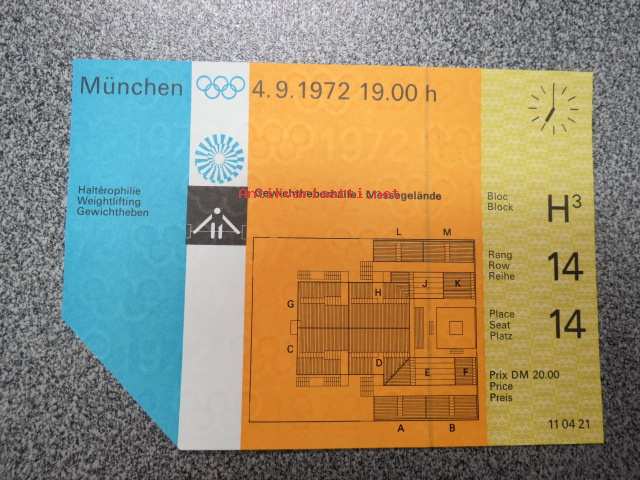 München
4.9.1972 19.00 h
Haltérophilie
Weightlifting
Gewichtheben
Gewichtheberhalle Messegelände
L M
H J K
G
C
D E F
A B
Bloc
Block
H3
Rang
Row
Reihe
14
Place
Seat
Platz
14
Prix DM 20.00
Price
Preis
11 04 21